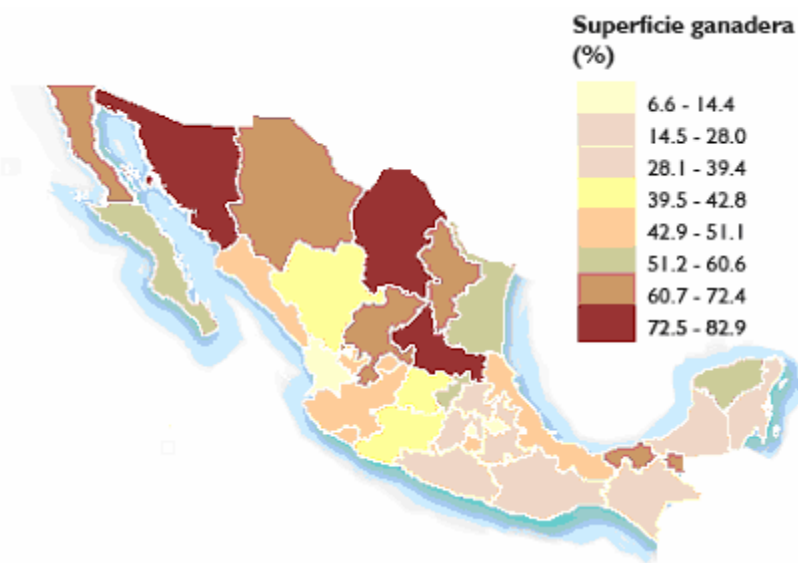 Superficie ganadera
(%)
6.6 - 14.4
14.5 - 28.0
28.1 - 39.4
39.5 - 42.8
42.9 - 51.1
51.2 - 60.6
60.7 - 72.4
72.5 - 82.9